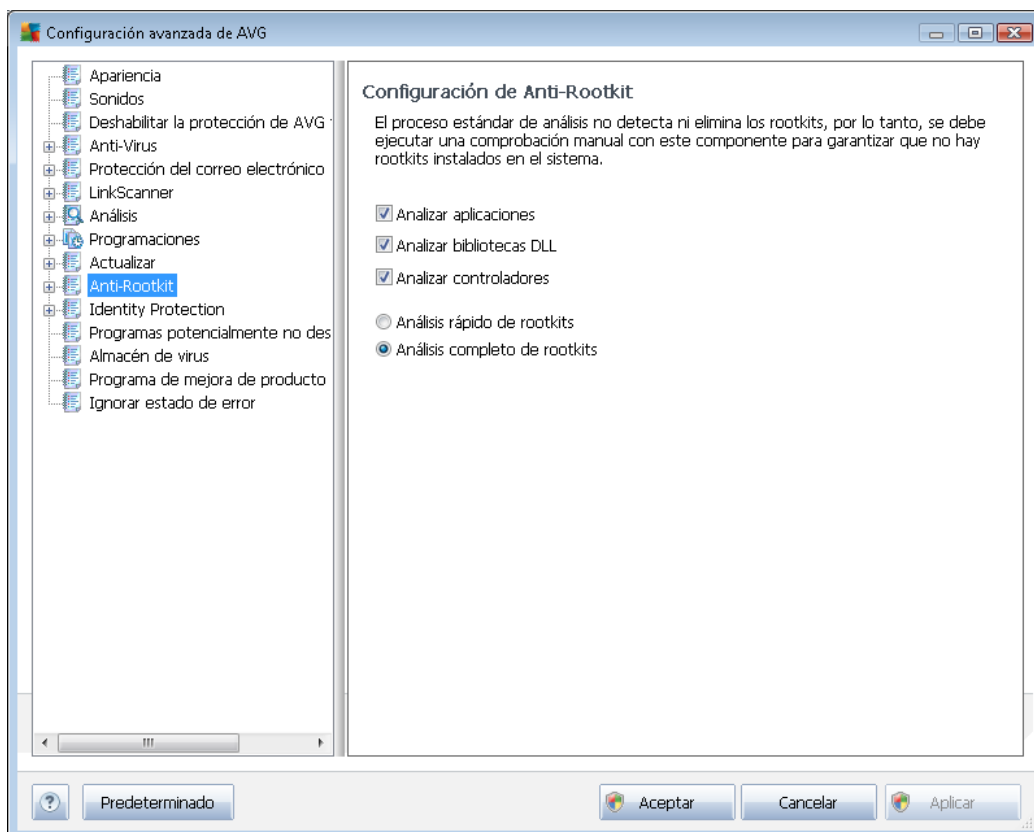 Configuración avanzada de AVG
Apariencia
Sonidos
Deshabilitar la protección de AVG
Anti-Virus
Protección del correo electrónico
LinkScanner
Análisis
Programaciones
Actualizar
Anti-Rootkit
Identity Protection
Programas potencialmente no des
Almacén de virus
Programa de mejora de producto
Ignorar estado de error
Configuración de Anti-Rootkit
El proceso estándar de análisis no detecta ni elimina los rootkits, por lo tanto, se debe
ejecutar una comprobación manual con este componente para garantizar que no hay
rootkits instalados en el sistema.
Analizar aplicaciones
Analizar bibliotecas DLL
Analizar controladores
Análisis rápido de rootkits
Análisis completo de rootkits
? Predeterminado Aceptar Cancelar Aplicar